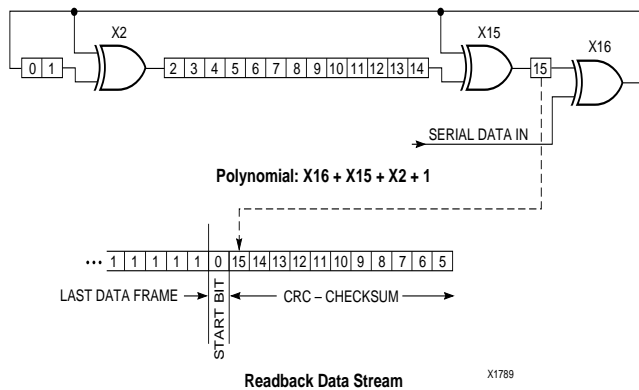 X2
X15
X16
0 1
2 3 4 5 6 7 8 9 10 11 12 13 14
15
SERIAL DATA IN
Polynomial: X16 + X15 + X2 + 1
••• 1 1 1 1 1 0 15 14 13 12 11 10 9 8 7 6 5
LAST DATA FRAME
START BIT
CRC – CHECKSUM
Readback Data Stream
X1789